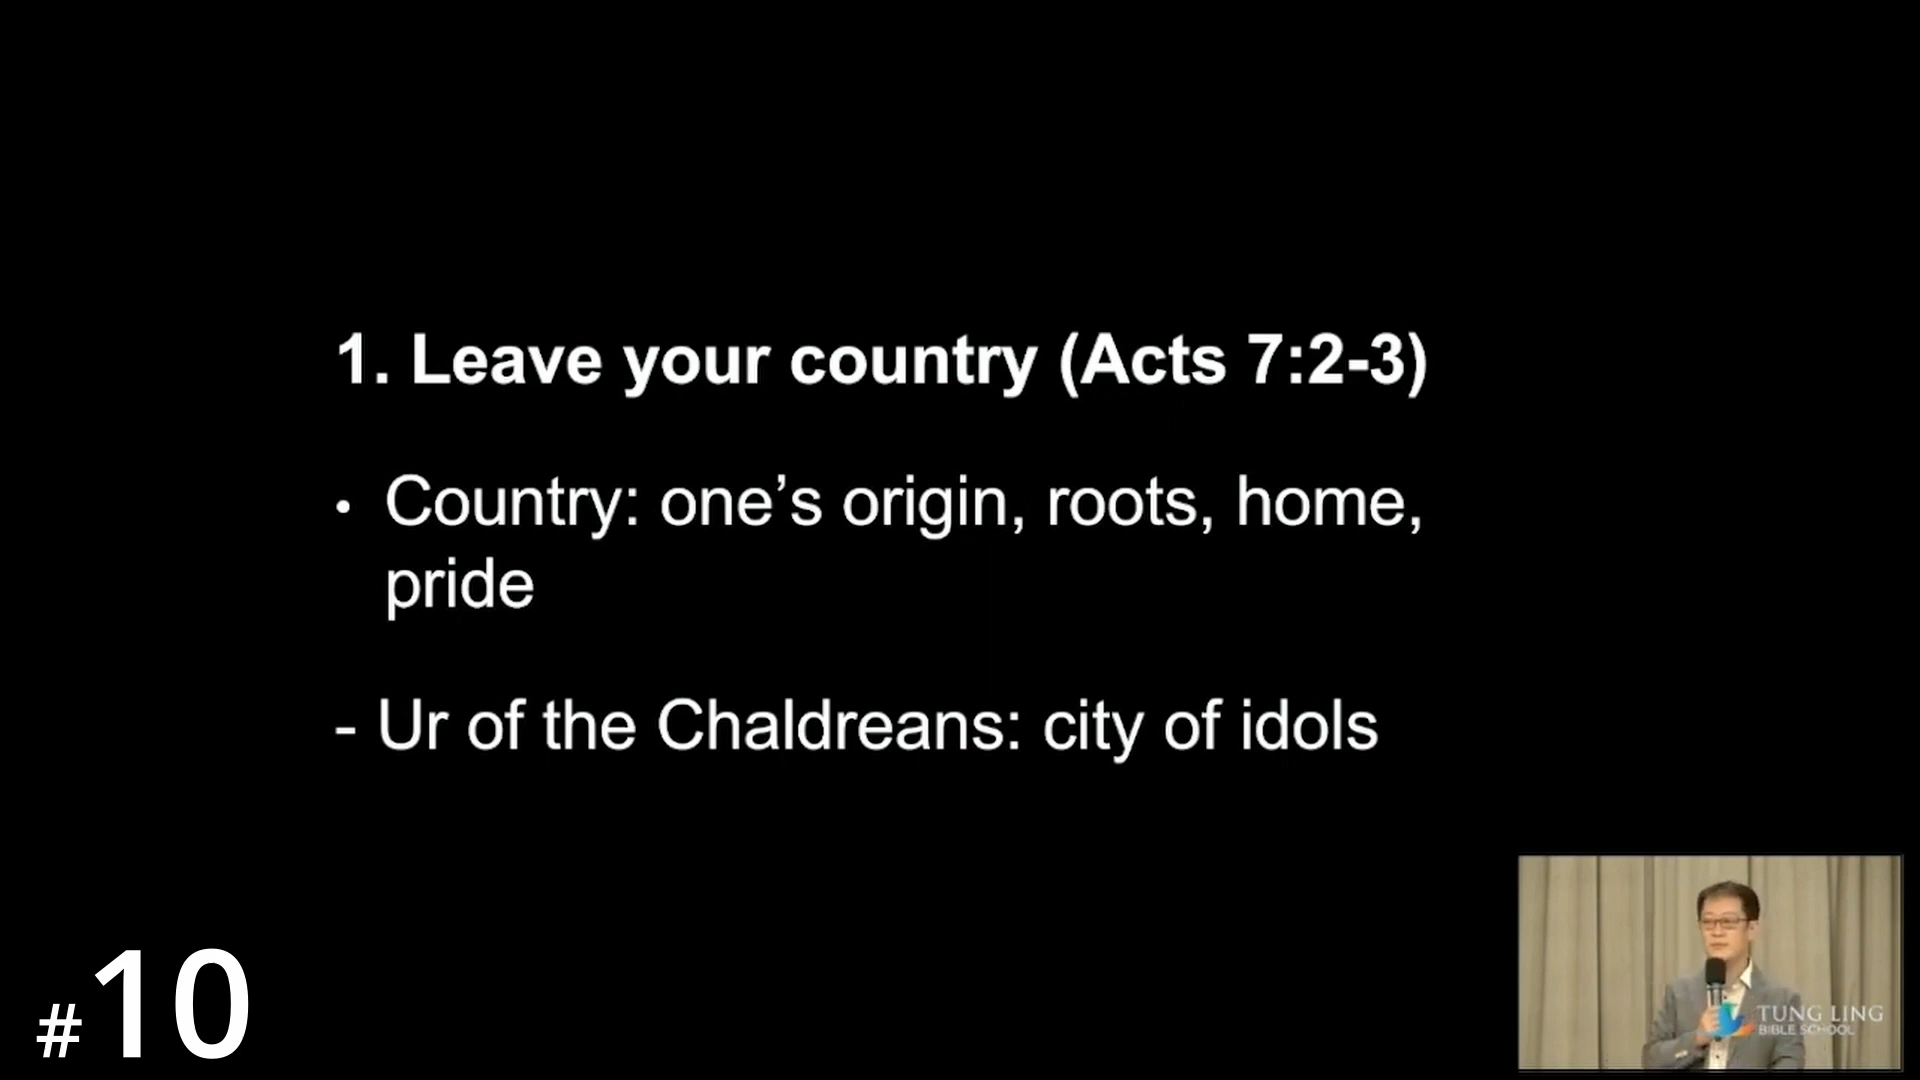 1. Leave your country (Acts 7:2-3)
• Country: one’s origin, roots, home,
pride
- Ur of the Chaldreans: city of idols
#10
TUNG LING
BIBLE SCHOOL